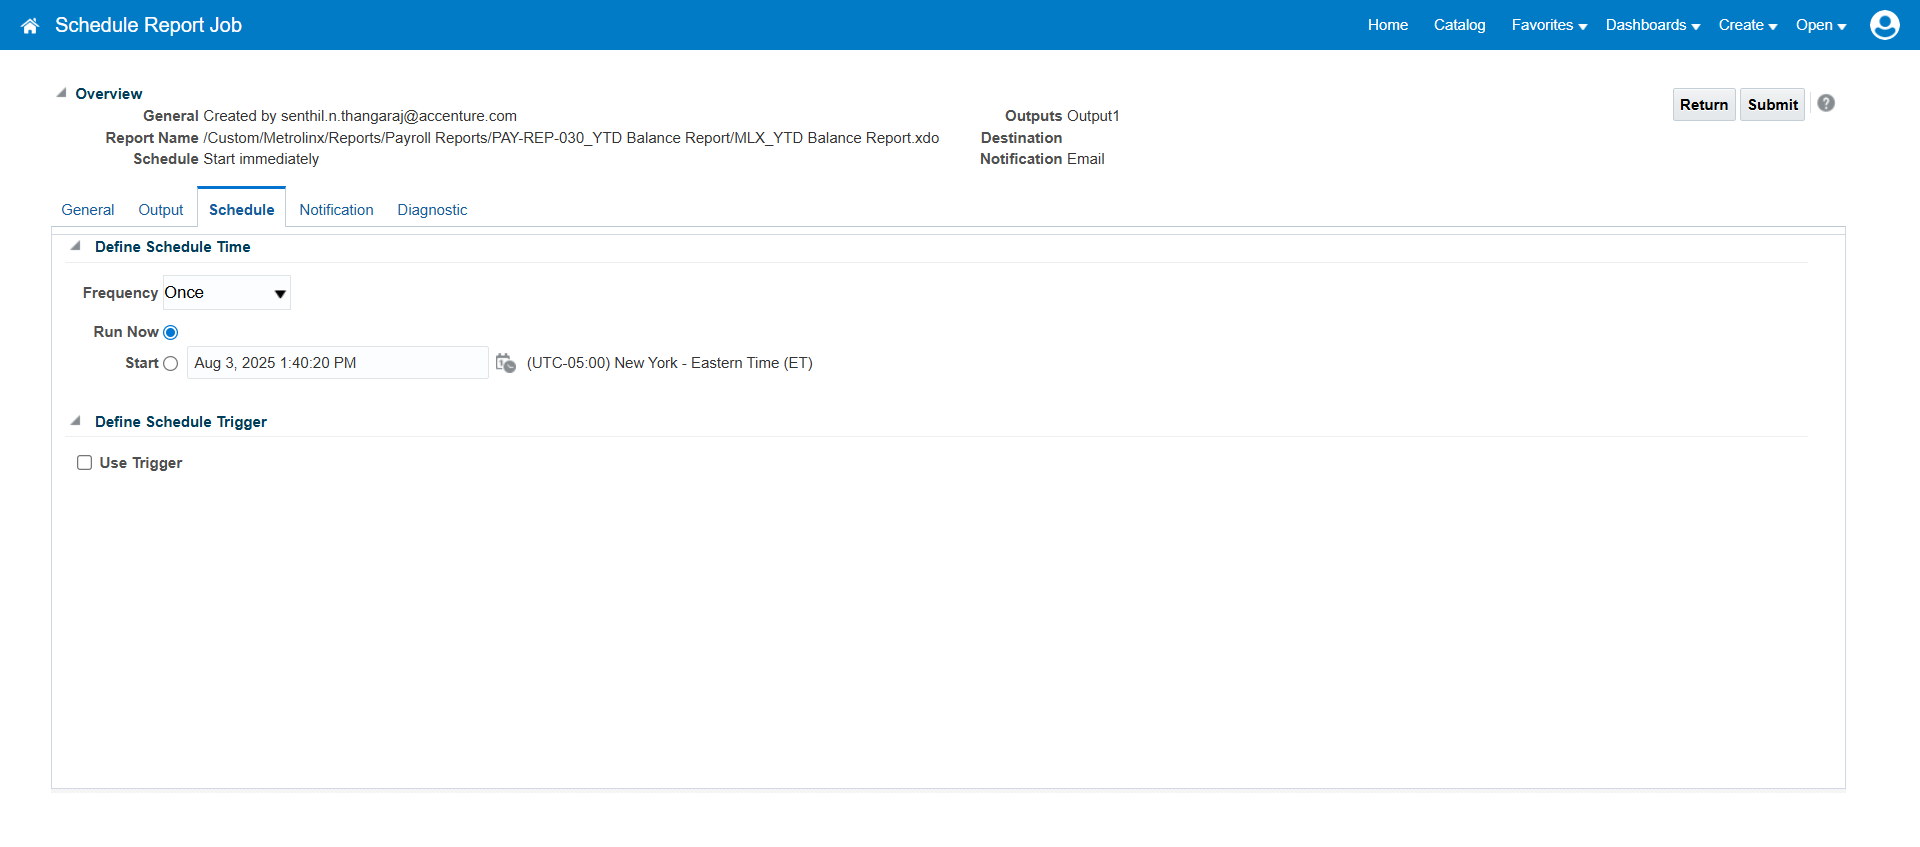 Schedule Report Job
Home Catalog Favorites Dashboards Create Open
Overview
General Created by senthil.n.thangaraj@accenture.com
Report Name /Custom/Metrolinx/Reports/Payroll Reports/PAY-REP-030_YTD Balance Report/MLX_YTD Balance Report.xdo
Schedule Start immediately
Outputs Output1
Destination
Notification Email
Return Submit ?
General Output Schedule Notification Diagnostic
Define Schedule Time
Frequency Once
Run Now
Start Aug 3, 2025 1:40:20 PM (UTC-05:00) New York - Eastern Time (ET)
Define Schedule Trigger
Use Trigger